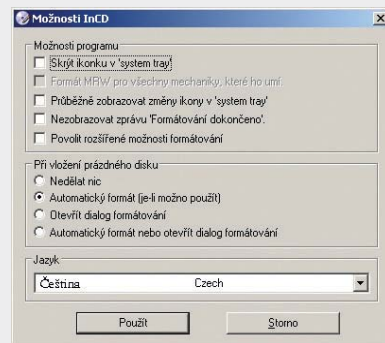 Možnosti InCD
Možnosti programu
Skrýt ikonku v 'system tray'
Formát MRW pro všechny mechaniky, které ho umí.
Průběžně zobrazovat změny ikony v 'system tray'
Nezobrazovat zprávu 'Formátování dokončeno'.
Povolit rozšířené možnosti formátování
Při vložení prázdného disku
Nedělat nic
Automatický formát (je-li možno použít)
Otevřít dialog formátování
Automatický formát nebo otevřít dialog formátování
Jazyk
Čeština Czech
Použít Storno